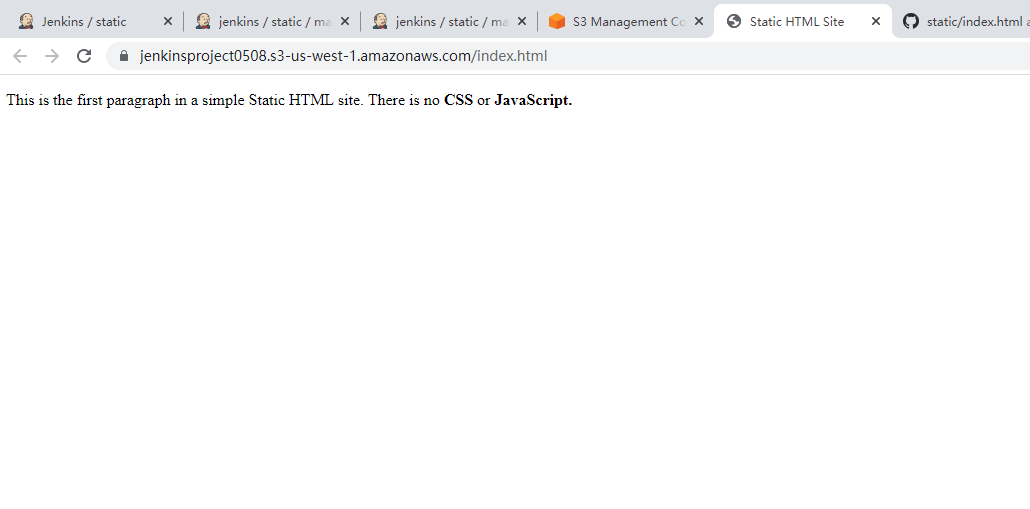 Jenkins / static
jenkins / static / ma
jenkins / static / ma
S3 Management Co
Static HTML Site
static/index.html a
jenkinsproject0508.s3-us-west-1.amazonaws.com/index.html
This is the first paragraph in a simple Static HTML site. There is no CSS or JavaScript.